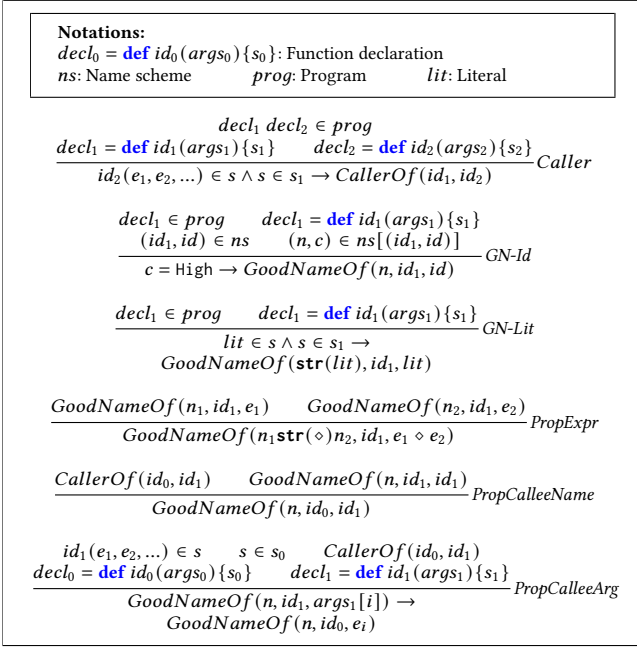 Notations:
decl₀ = def id₀(args₀){s₀}: Function declaration
ns: Name scheme prog: Program lit: Literal
decl₁ decl₂ ∈ prog
decl₁ = def id₁(args₁){s₁} decl₂ = def id₂(args₂){s₂}
Caller
id₂(e₁, e₂, ...) ∈ s ∧ s ∈ s₁ → CallerOf(id₁, id₂)
decl₁ ∈ prog decl₁ = def id₁(args₁){s₁}
(id₁, id) ∈ ns (n, c) ∈ ns[(id₁, id)]
GN-Id
c = High → GoodNameOf(n, id₁, id)
decl₁ ∈ prog decl₁ = def id₁(args₁){s₁}
GN-Lit
lit ∈ s ∧ s ∈ s₁ →
GoodNameOf(str(lit), id₁, lit)
GoodNameOf(n₁, id₁, e₁) GoodNameOf(n₂, id₁, e₂)
PropExpr
GoodNameOf(n₁str(⋄)n₂, id₁, e₁ ⋄ e₂)
CallerOf(id₀, id₁) GoodNameOf(n, id₁, id₁)
PropCalleeName
GoodNameOf(n, id₀, id₁)
id₁(e₁, e₂, ...) ∈ s s ∈ s₀ CallerOf(id₀, id₁)
decl₀ = def id₀(args₀){s₀} decl₁ = def id₁(args₁){s₁}
PropCalleeArg
GoodNameOf(n, id₁, args₁[i]) →
GoodNameOf(n, id₀, eᵢ)